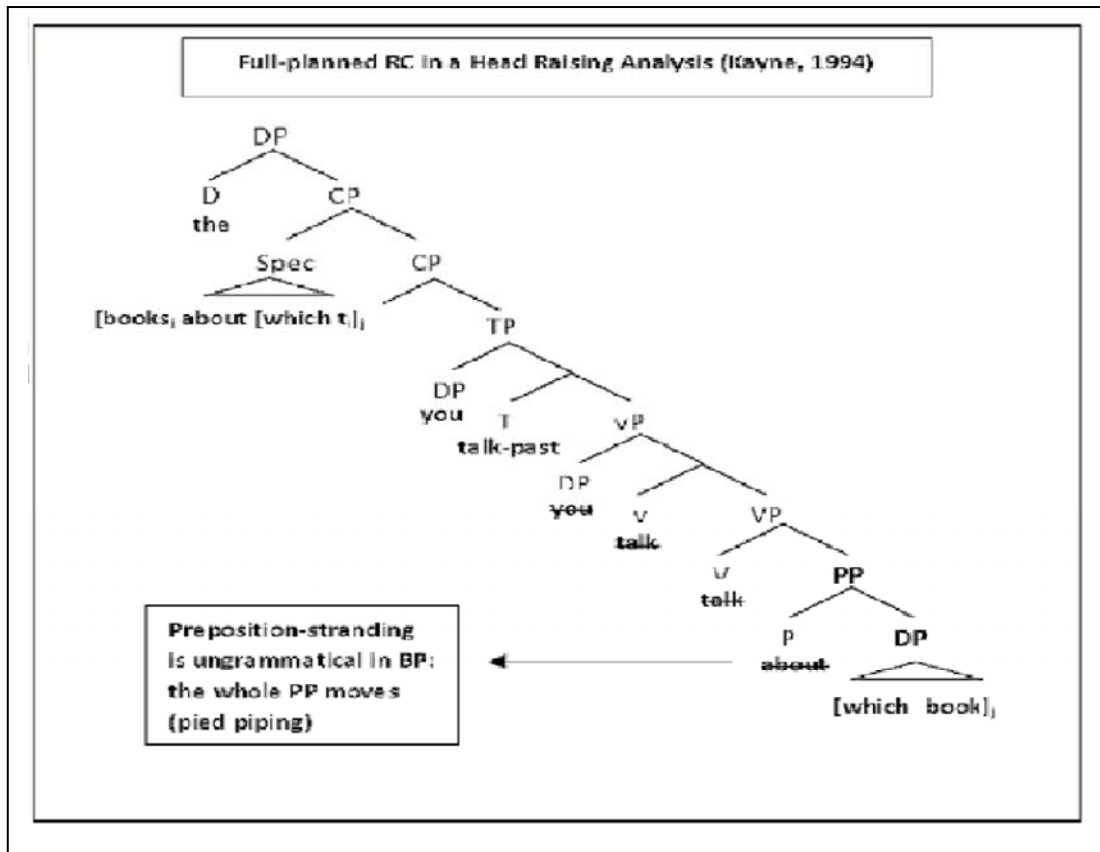 Full-planned RC in a Head Raising Analysis (Kayne, 1994)
DP
D CP
the
Spec CP
[booksᵢ about [which tᵢ]ⱼ
TP
DP
you T vP
talk-past
DP
you v VP
talk
V PP
talk
P DP
about
[which book]ⱼ
Preposition-stranding
is ungrammatical in BP:
the whole PP moves
(pied piping)